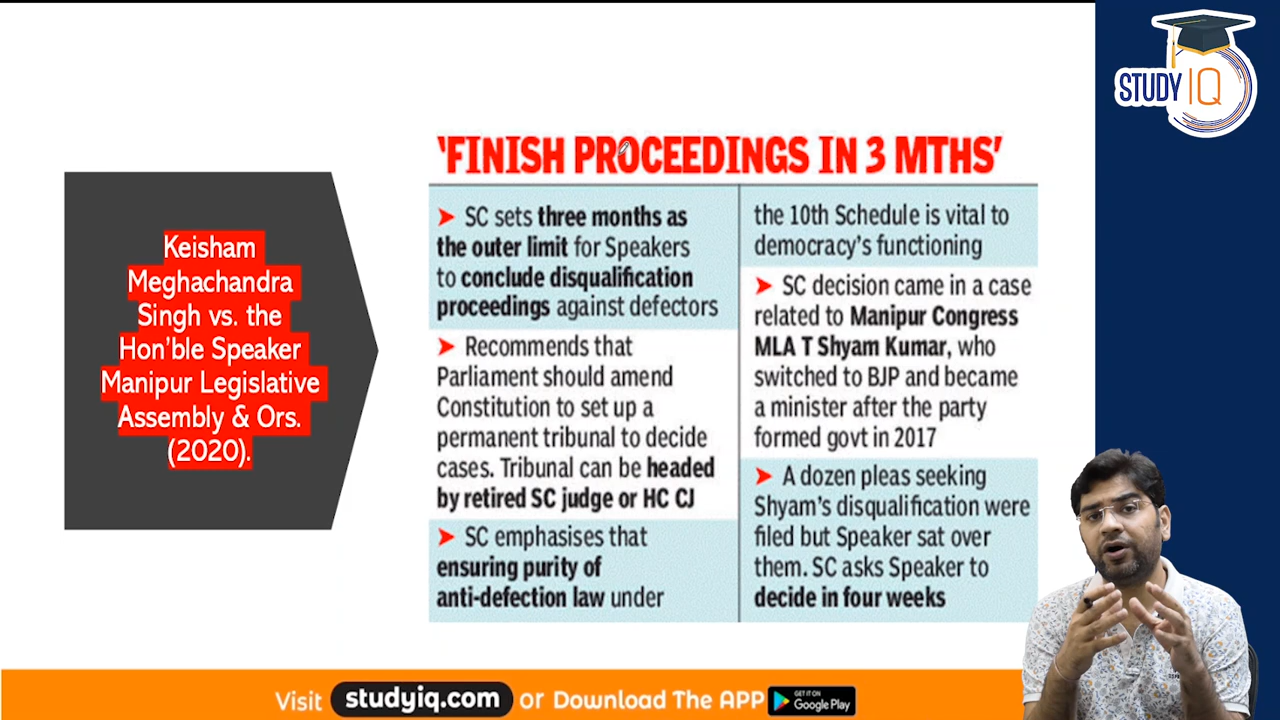 STUDY IQ
'FINISH PROCEEDINGS IN 3 MTHS'
Keisham
Meghachandra
Singh vs. the
Hon'ble Speaker
Manipur Legislative
Assembly & Ors.
(2020).
➤ SC sets three months as
the outer limit for Speakers
to conclude disqualification
proceedings against defectors
➤ Recommends that
Parliament should amend
Constitution to set up a
permanent tribunal to decide
cases. Tribunal can be headed
by retired SC judge or HC CJ
➤ SC emphasises that
ensuring purity of
anti-defection law under
the 10th Schedule is vital to
democracy's functioning
➤ SC decision came in a case
related to Manipur Congress
MLA T Shyam Kumar, who
switched to BJP and became
a minister after the party
formed govt in 2017
➤ A dozen pleas seeking
Shyam's disqualification were
filed but Speaker sat over
them. SC asks Speaker to
decide in four weeks
Visit studyiq.com or Download The APP GET IT ON Google Play